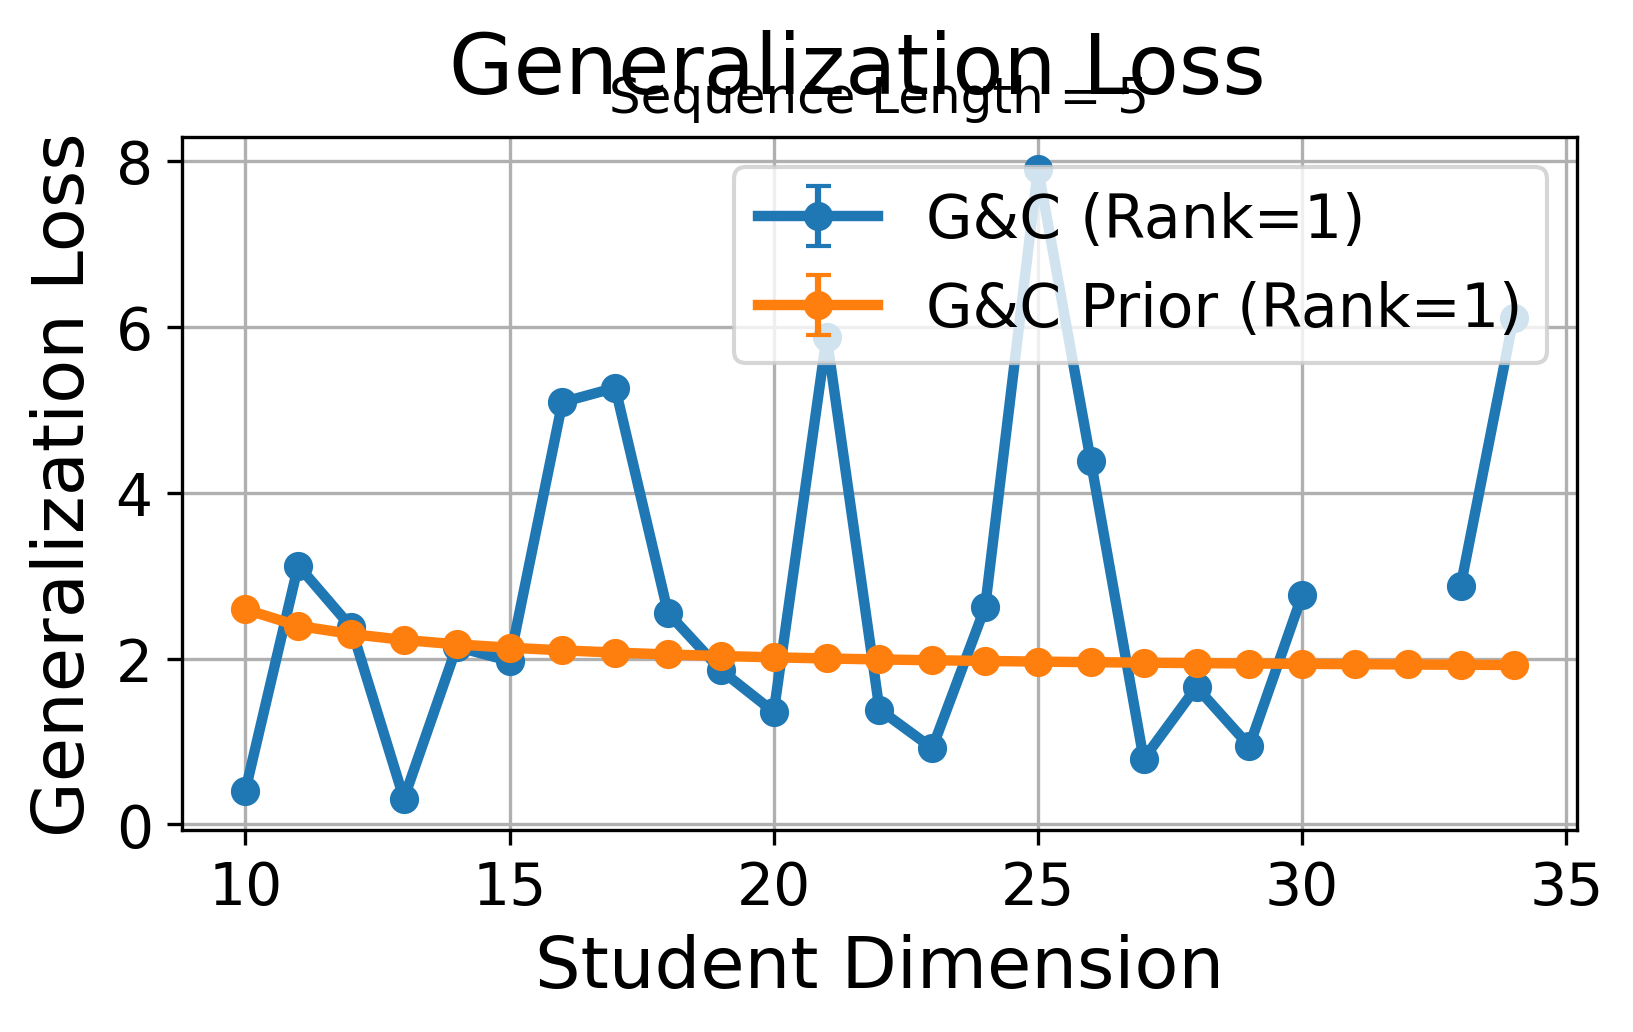 Generalization Loss
Sequence Length = 5
Generalization Loss
8
6
4
2
0
G&C (Rank=1)
G&C Prior (Rank=1)
10 15 20 25 30 35
Student Dimension